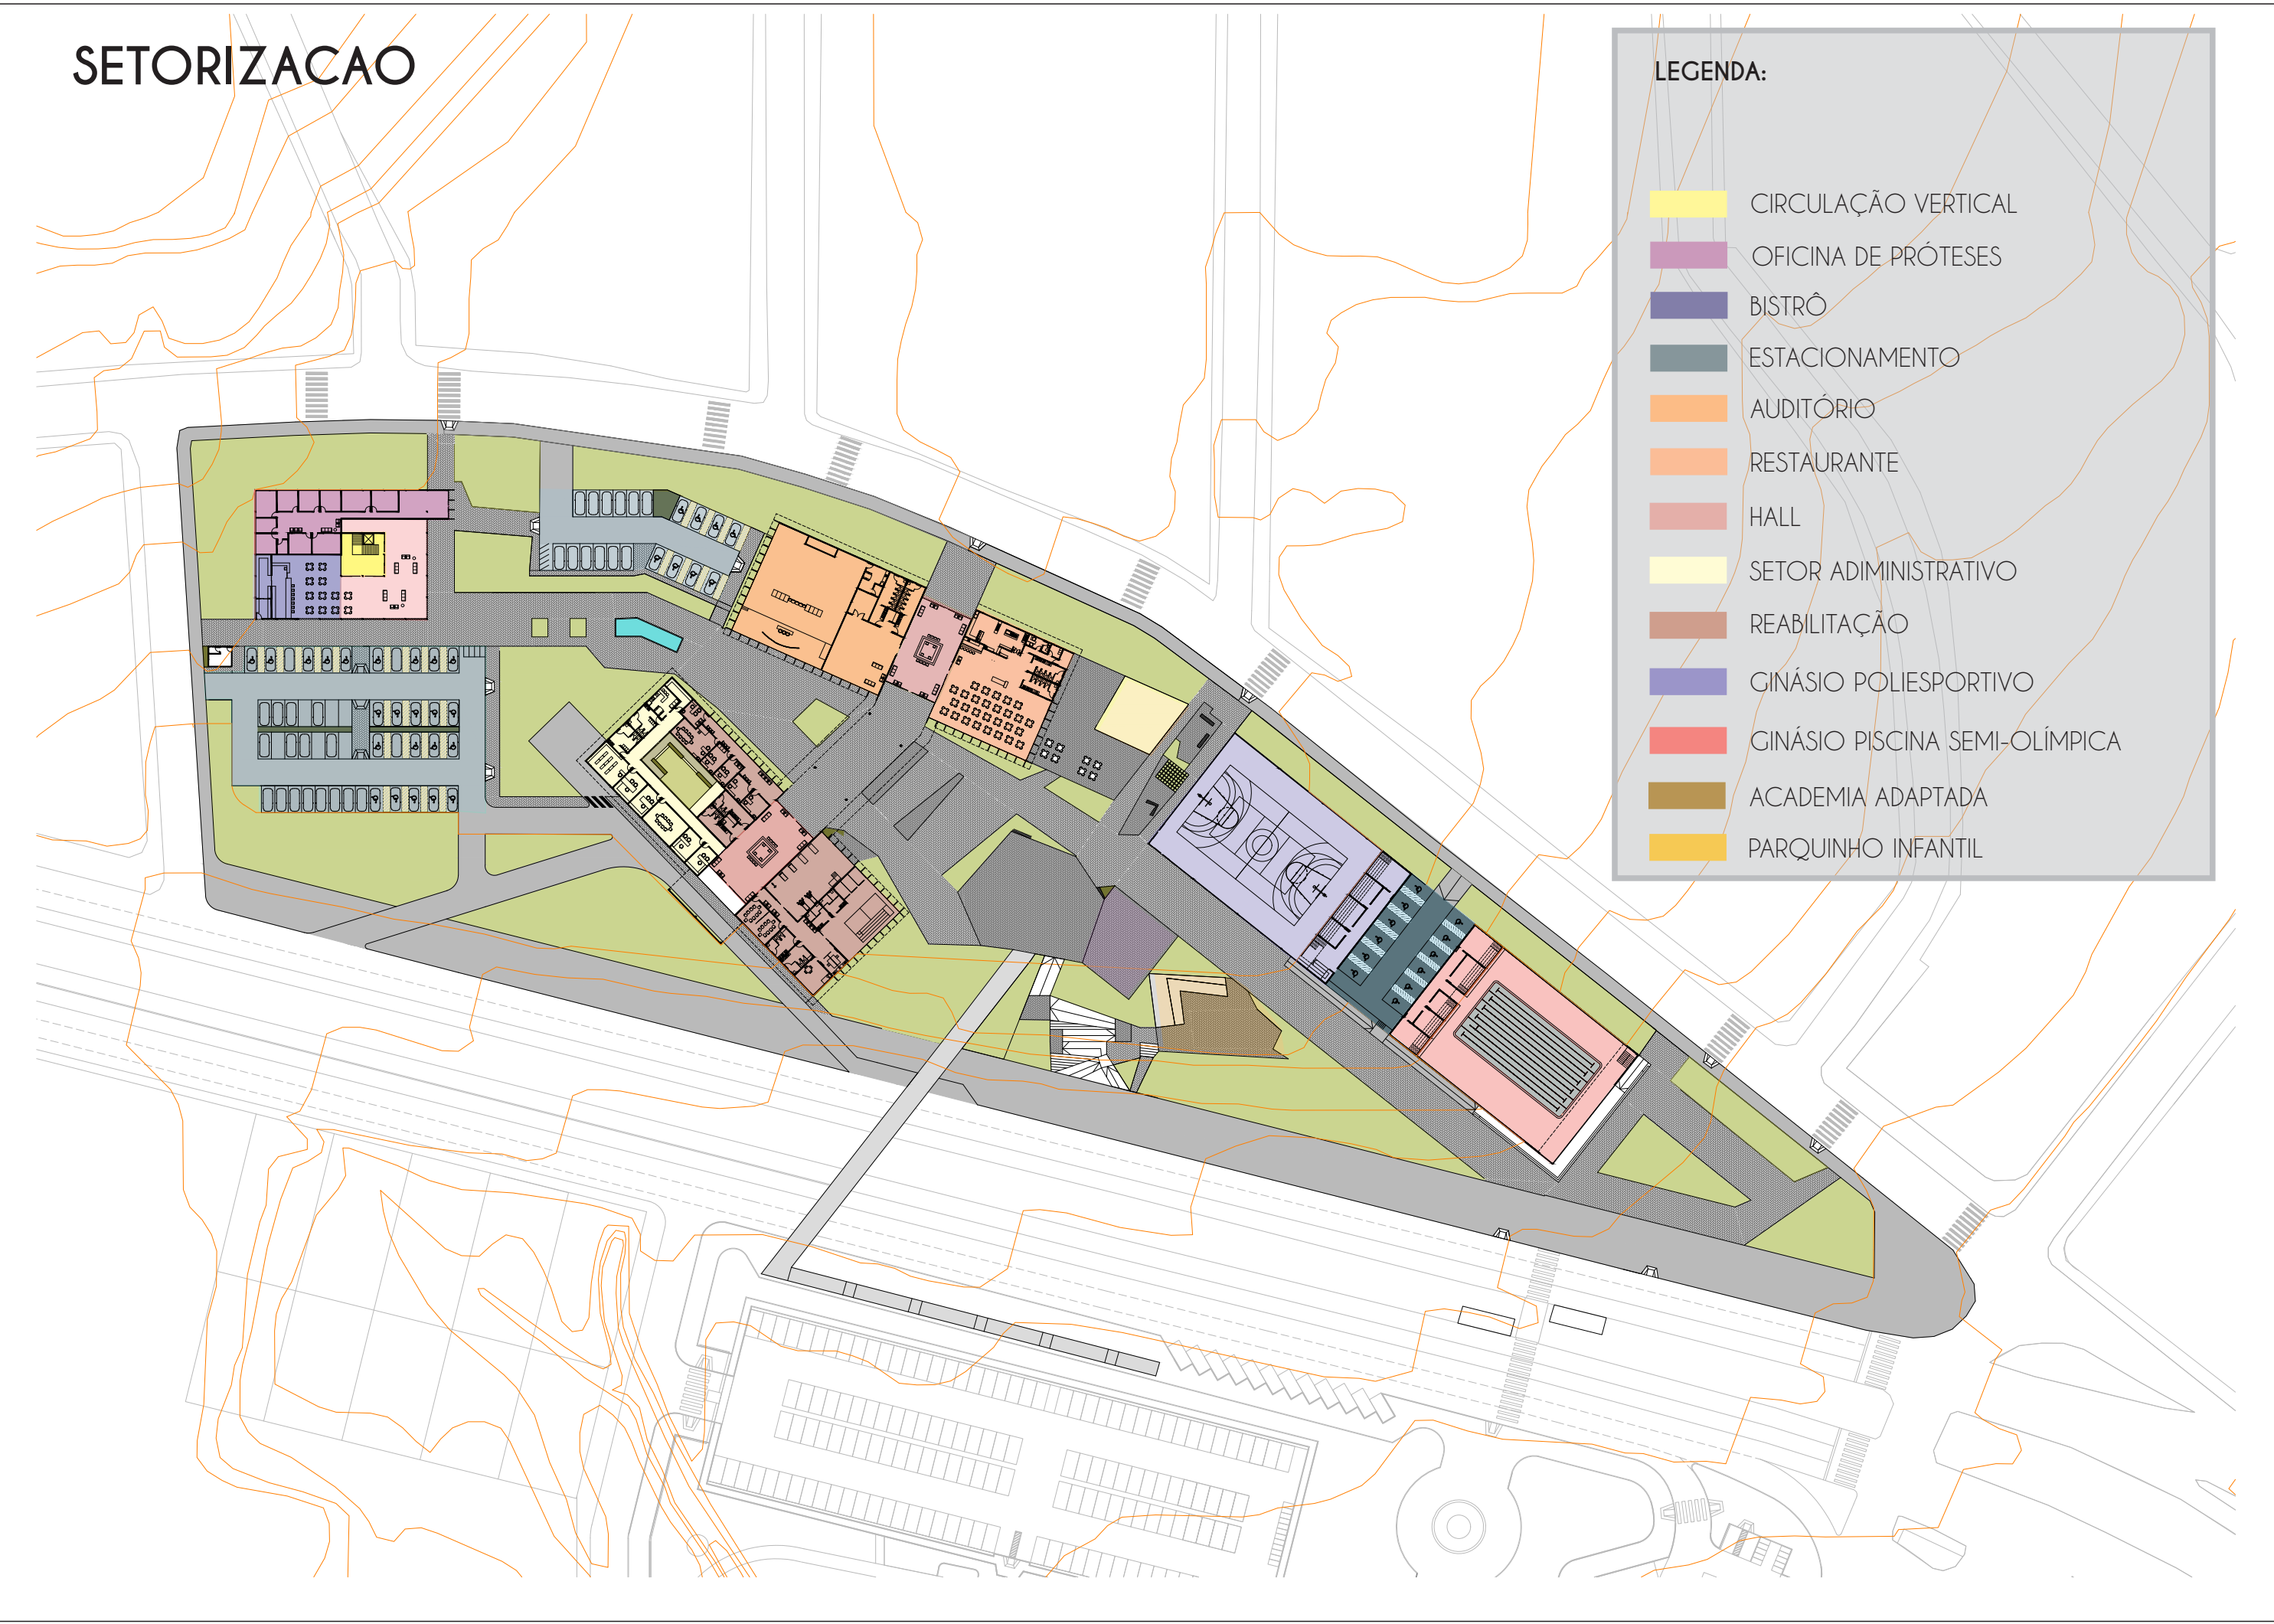 SETORIZACAO
LEGENDA:
CIRCULAÇÃO VERTICAL
OFICINA DE PRÓTESES
BISTRÔ
ESTACIONAMENTO
AUDITÓRIO
RESTAURANTE
HALL
SETOR ADIMINISTRATIVO
REABILITAÇÃO
GINÁSIO POLIESPORTIVO
GINÁSIO PISCINA SEMI-OLÍMPICA
ACADEMIA ADAPTADA
PARQUINHO INFANTIL